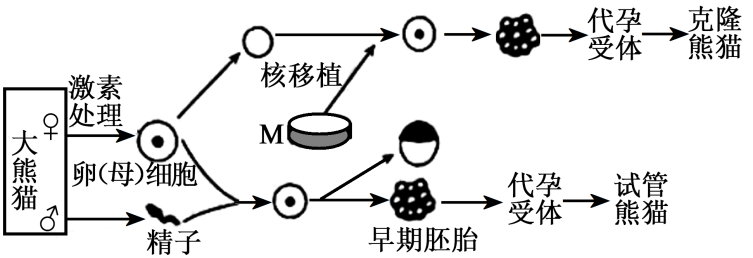 代孕
受体
克隆
熊猫
核移植
激素
处理
M
大熊猫
♀
♂
卵(母)细胞
精子
早期胚胎
代孕
受体
试管
熊猫